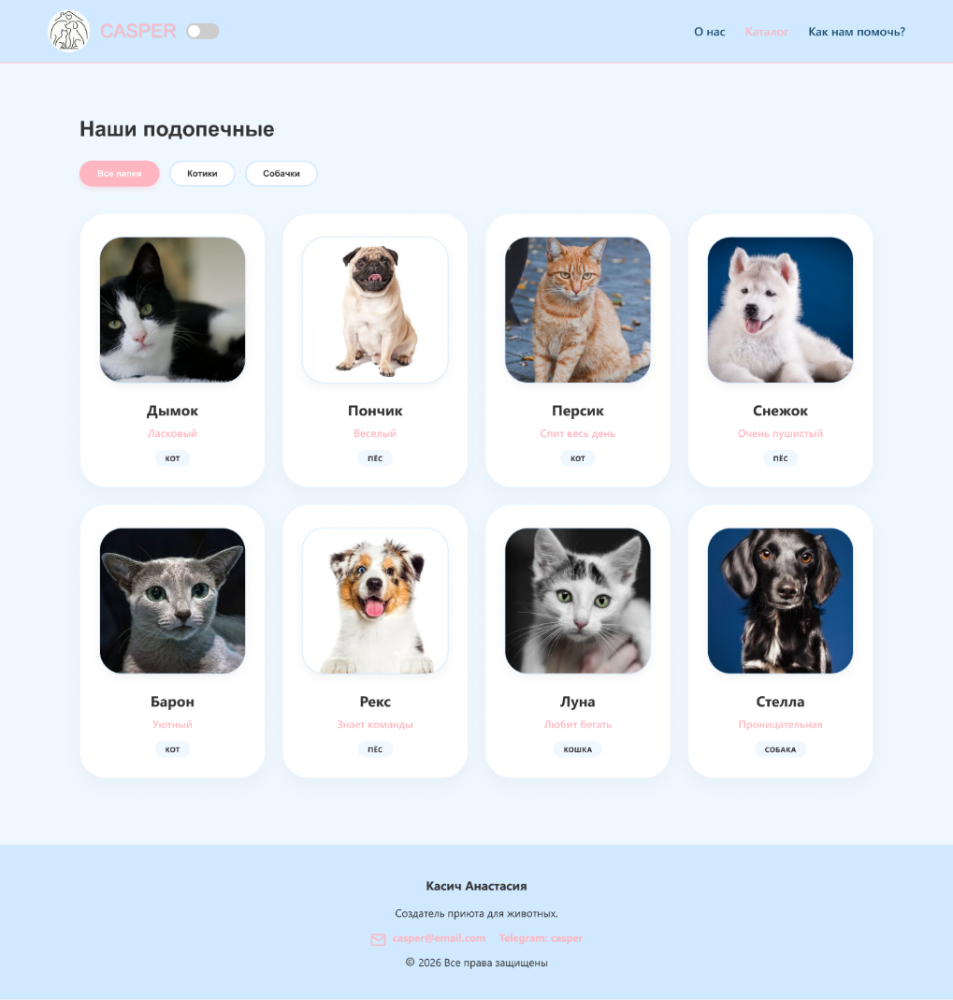 CASPER
О нас Каталог Как нам помочь?
Наши подопечные
Все лапки Котики Собачки
Дымок Пончик Персик Снежок
Ласковый Веселый Спит весь день Очень пушистый
КОТ ПЁС КОТ ПЁС
Барон Рекс Луна Стелла
Уютный Знает команды Любит бегать Проницательная
КОТ ПЁС КОШКА СОБАКА
Касич Анастасия
Создатель приюта для животных.
casper@email.com Telegram: casper
© 2026 Все права защищены